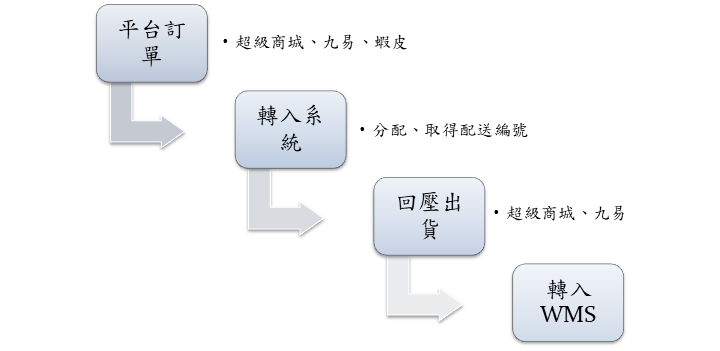 平台訂
單
• 超級商城、九易、蝦皮
轉入系
統
• 分配、取得配送編號
回壓出
貨
• 超級商城、九易
轉入
WMS